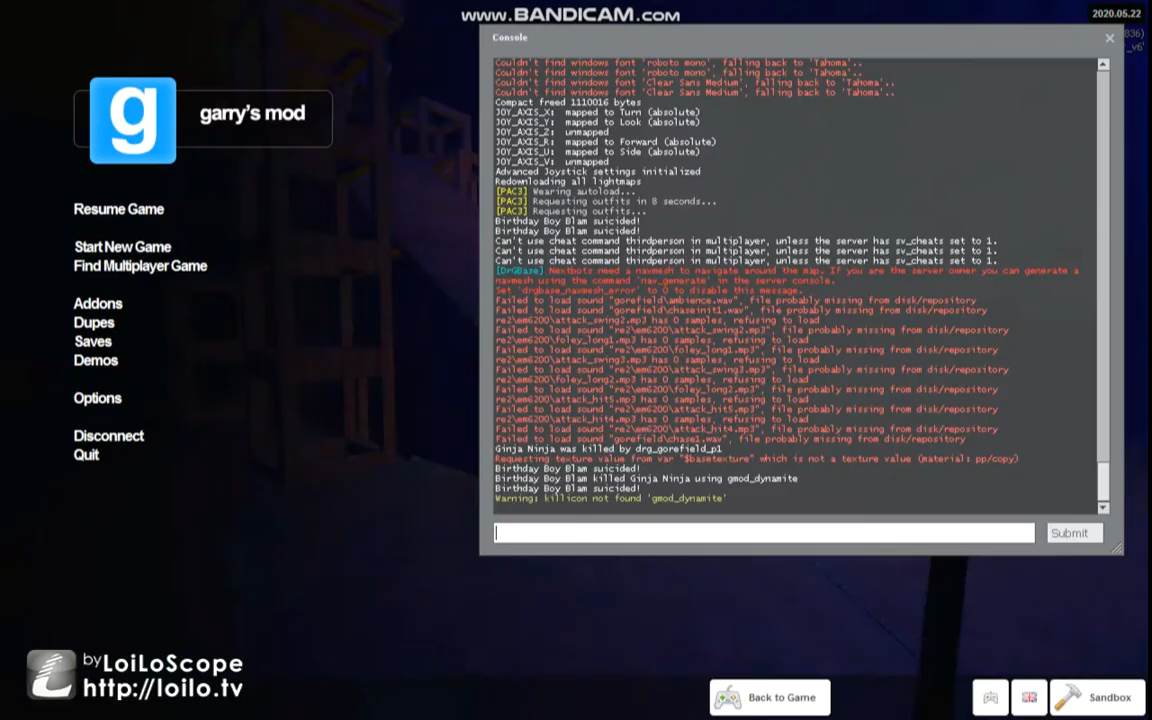 www.BANDICAM.com
2020.05.22
836)
_v6'
Console
g
garry's mod
Resume Game
Start New Game
Find Multiplayer Game
Addons
Dupes
Saves
Demos
Options
Disconnect
Quit
Couldn't find windows font 'roboto mono', falling back to 'Tahoma'..
Couldn't find windows font 'roboto mono', falling back to 'Tahoma'..
Couldn't find windows font 'Clear Sans Medium', falling back to 'Tahoma'..
Couldn't find windows font 'Clear Sans Medium', falling back to 'Tahoma'..
Compact freed 1110016 bytes
JOY_AXIS_X:  mapped to Turn (absolute)
JOY_AXIS_Y:  mapped to Look (absolute)
JOY_AXIS_Z:  unmapped
JOY_AXIS_R:  mapped to Forward (absolute)
JOY_AXIS_U:  mapped to Side (absolute)
JOY_AXIS_V:  unmapped
Advanced Joystick settings initialized
Redownloading all lightmaps
[PAC3] Wearing autoload...
[PAC3] Requesting outfits in 8 seconds...
[PAC3] Requesting outfits...
Birthday Boy Blam suicided!
Birthday Boy Blam suicided!
Can't use cheat command thirdperson in multiplayer, unless the server has sv_cheats set to 1.
Can't use cheat command thirdperson in multiplayer, unless the server has sv_cheats set to 1.
Can't use cheat command thirdperson in multiplayer, unless the server has sv_cheats set to 1.
[DrGBase] Nextbots need a navmesh to navigate around the map. If you are the server owner you can generate a
navmesh using the command 'nav_generate' in the server console.
Set 'drgbase_navmesh_error' to 0 to disable this message.
Failed to load sound "gorefield\ambience.wav", file probably missing from disk/repository
Failed to load sound "gorefield\chaseinit1.wav", file probably missing from disk/repository
re2\em6200\attack_swing2.mp3 has 0 samples, refusing to load
Failed to load sound "re2\em6200\attack_swing2.mp3", file probably missing from disk/repository
re2\em6200\foley_long1.mp3 has 0 samples, refusing to load
Failed to load sound "re2\em6200\foley_long1.mp3", file probably missing from disk/repository
re2\em6200\attack_swing3.mp3 has 0 samples, refusing to load
Failed to load sound "re2\em6200\attack_swing3.mp3", file probably missing from disk/repository
re2\em6200\foley_long2.mp3 has 0 samples, refusing to load
Failed to load sound "re2\em6200\foley_long2.mp3", file probably missing from disk/repository
re2\em6200\attack_hit5.mp3 has 0 samples, refusing to load
Failed to load sound "re2\em6200\attack_hit5.mp3", file probably missing from disk/repository
re2\em6200\attack_hit4.mp3 has 0 samples, refusing to load
Failed to load sound "re2\em6200\attack_hit4.mp3", file probably missing from disk/repository
Failed to load sound "gorefield\chase1.wav", file probably missing from disk/repository
Ginja Ninja was killed by drg_gorefield_p1
Requesting texture value from var "$basetexture" which is not a texture value (material: pp/copy)
Birthday Boy Blam suicided!
Birthday Boy Blam killed Ginja Ninja using gmod_dynamite
Birthday Boy Blam suicided!
Warning: killicon not found 'gmod_dynamite'
Submit
by LoiLoScope
http://loilo.tv
Back to Game
Sandbox